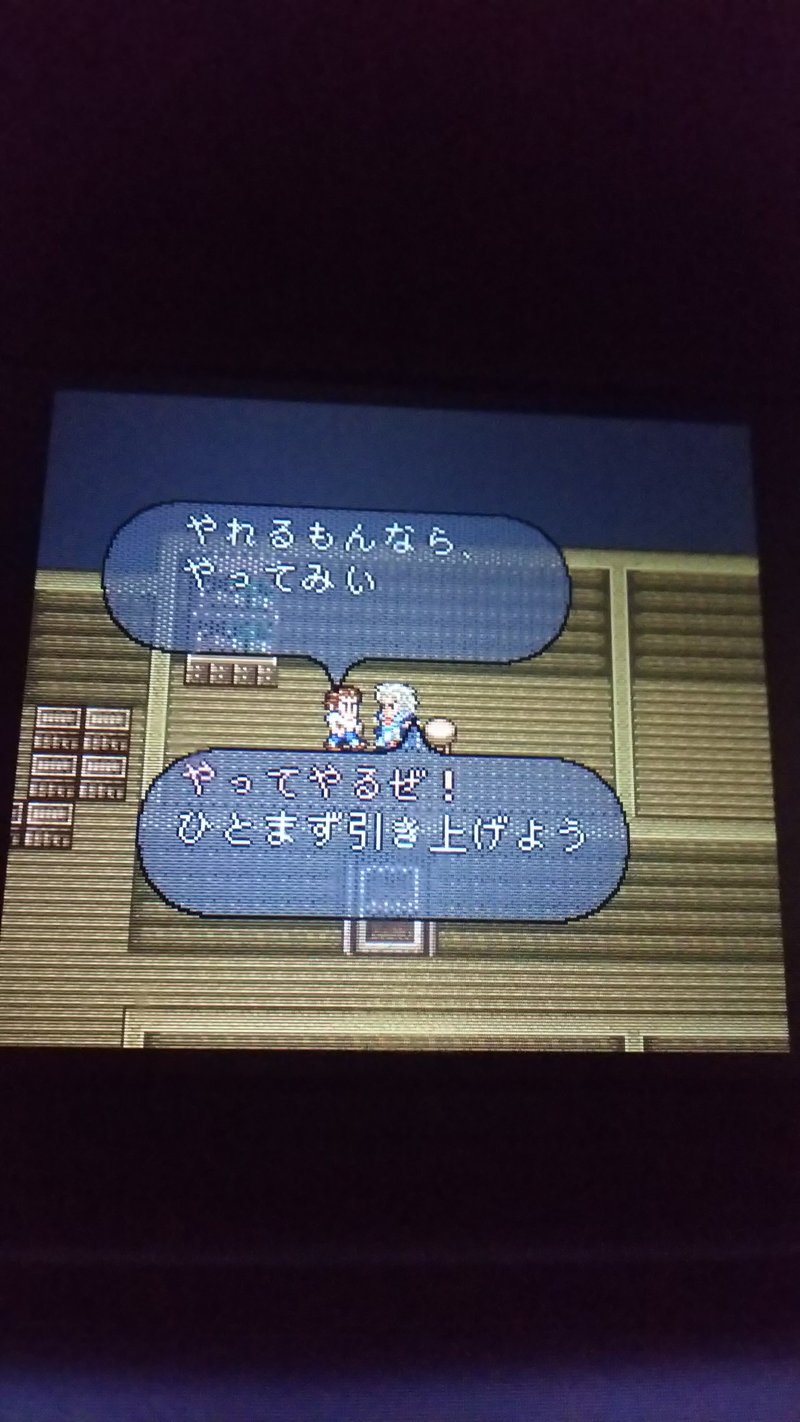 やれるもんなら、
やってみい
やってやるぜ！
ひとまず引き上げよう